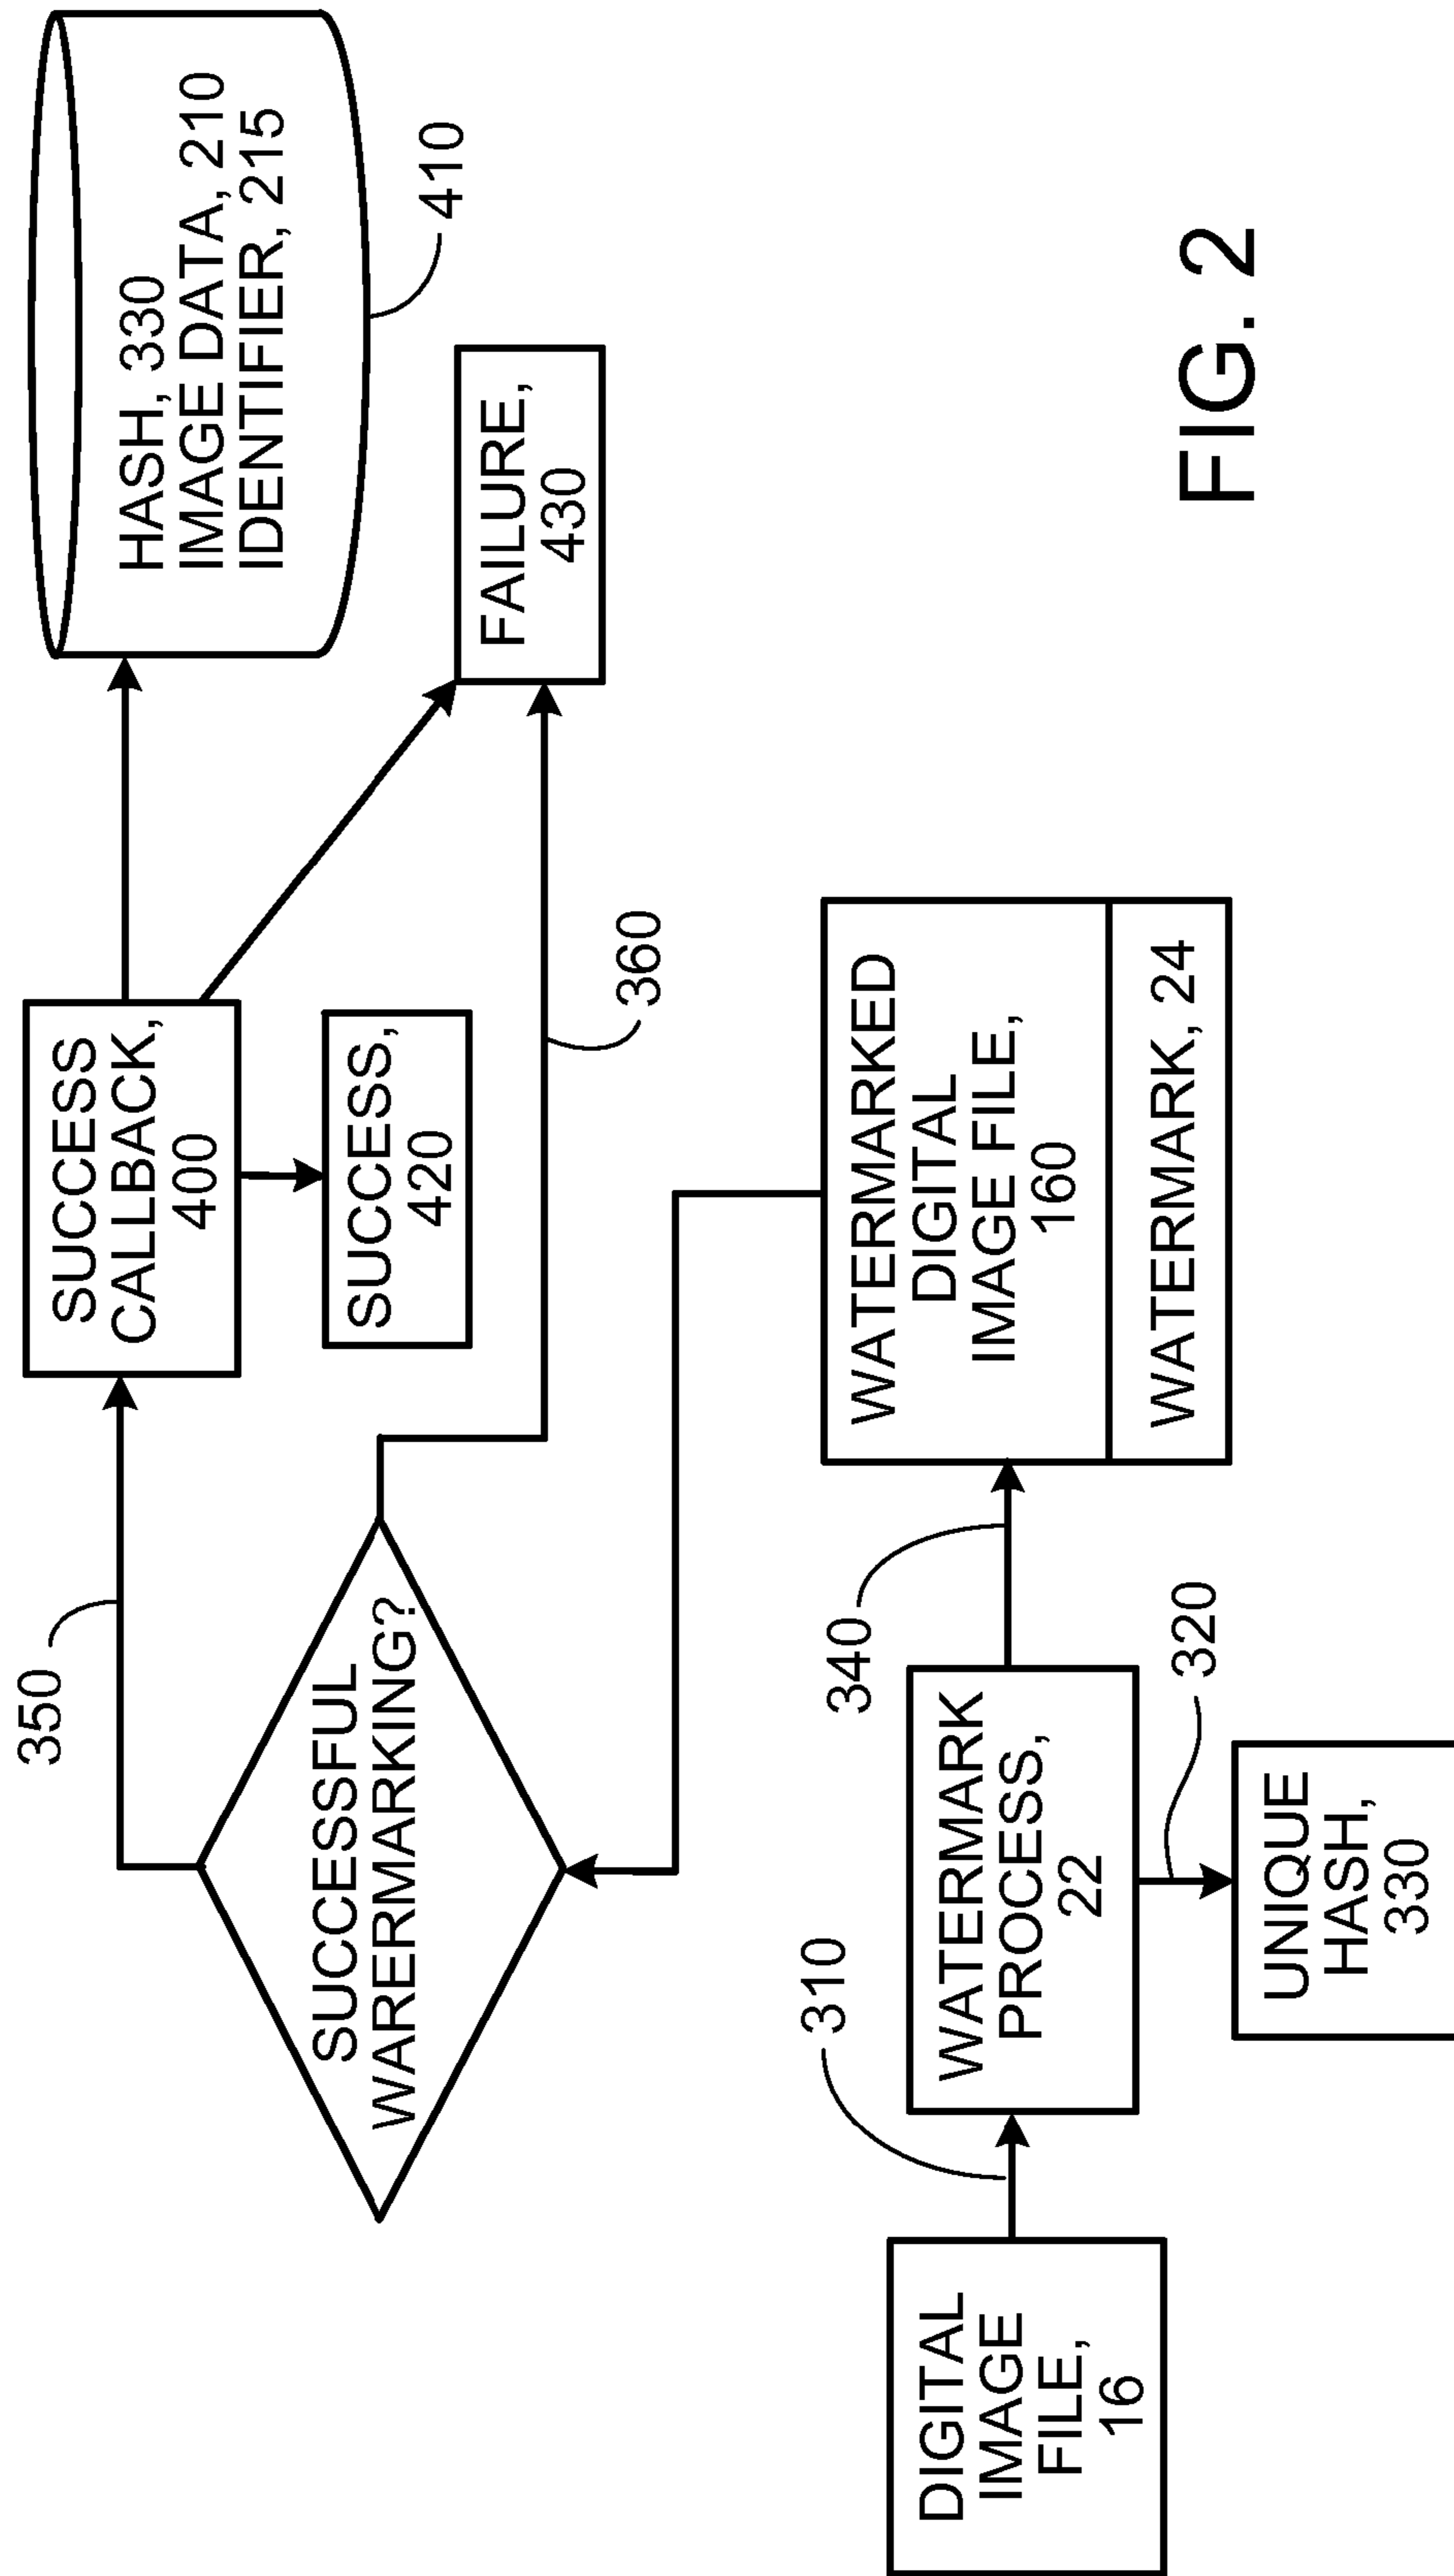 350
SUCCESSFUL
WARERMARKING?
SUCCESS
CALLBACK,
400
SUCCESS,
420
HASH, 330
IMAGE DATA, 210
IDENTIFIER, 215
410
FAILURE,
430
360
DIGITAL
IMAGE
FILE,
16
310
WATERMARK
PROCESS,
22
320
UNIQUE
HASH,
330
340
WATERMARKED
DIGITAL
IMAGE FILE,
160
WATERMARK, 24
FIG. 2